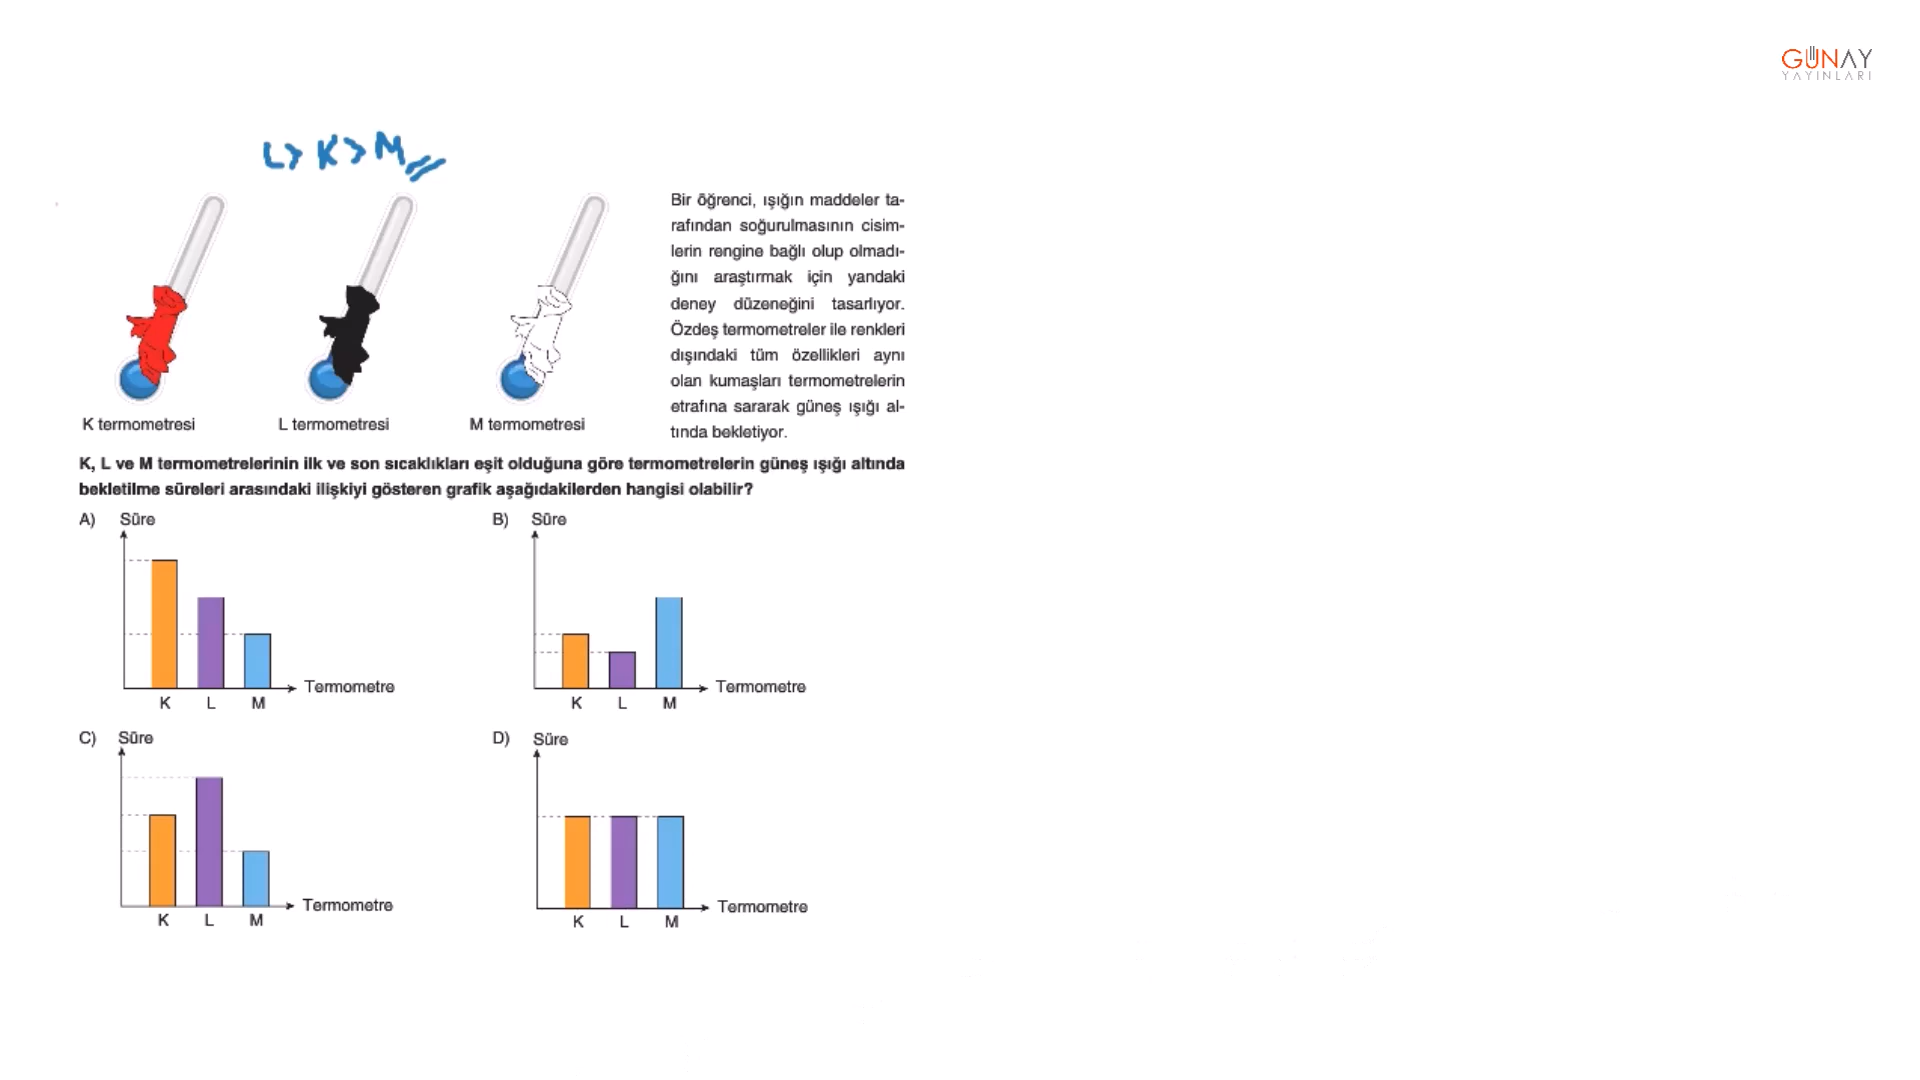 GÜNAY
YAYINLARI
L> K > M
Bir öğrenci, ışığın maddeler ta-
rafından soğurulmasının cisim-
lerin rengine bağlı olup olmadı-
ğını araştırmak için yandaki
deney düzeneğini tasarlıyor.
Özdeş termometreler ile renkleri
dışındaki tüm özellikleri aynı
olan kumaşları termometrelerin
etrafına sararak güneş ışığı al-
tında bekletiyor.
K termometresi L termometresi M termometresi
K, L ve M termometrelerinin ilk ve son sıcaklıkları eşit olduğuna göre termometrelerin güneş ışığı altında
bekletilme süreleri arasındaki ilişkiyi gösteren grafik aşağıdakilerden hangisi olabilir?
A) Süre
Termometre
K L M
B) Süre
Termometre
K L M
C) Süre
Termometre
K L M
D) Süre
Termometre
K L M